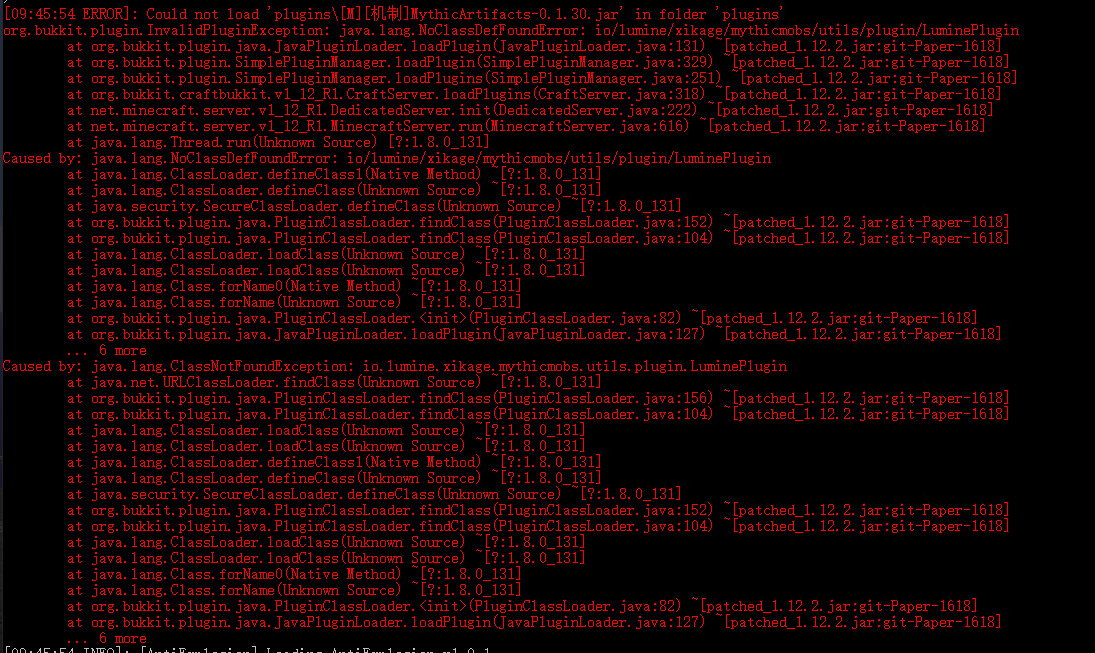 [09:45:54 ERROR]: Could not load 'plugins\[M][机制]MythicArtifacts-0.1.30.jar' in folder 'plugins'
org.bukkit.plugin.InvalidPluginException: java.lang.NoClassDefFoundError: io/lumine/xikage/mythicmobs/utils/plugin/LuminePlugin
at org.bukkit.plugin.java.JavaPluginLoader.loadPlugin(JavaPluginLoader.java:131) ~[patched_1.12.2.jar:git-Paper-1618]
at org.bukkit.plugin.SimplePluginManager.loadPlugin(SimplePluginManager.java:329) ~[patched_1.12.2.jar:git-Paper-1618]
at org.bukkit.plugin.SimplePluginManager.loadPlugins(SimplePluginManager.java:251) ~[patched_1.12.2.jar:git-Paper-1618]
at org.bukkit.craftbukkit.v1_12_R1.CraftServer.loadPlugins(CraftServer.java:318) ~[patched_1.12.2.jar:git-Paper-1618]
at net.minecraft.server.v1_12_R1.DedicatedServer.init(DedicatedServer.java:222) ~[patched_1.12.2.jar:git-Paper-1618]
at net.minecraft.server.v1_12_R1.MinecraftServer.run(MinecraftServer.java:616) ~[patched_1.12.2.jar:git-Paper-1618]
at java.lang.Thread.run(Unknown Source) [?:1.8.0_131]
Caused by: java.lang.NoClassDefFoundError: io/lumine/xikage/mythicmobs/utils/plugin/LuminePlugin
at java.lang.ClassLoader.defineClass1(Native Method) ~[?:1.8.0_131]
at java.lang.ClassLoader.defineClass(Unknown Source) ~[?:1.8.0_131]
at java.security.SecureClassLoader.defineClass(Unknown Source) ~[?:1.8.0_131]
at org.bukkit.plugin.java.PluginClassLoader.findClass(PluginClassLoader.java:152) ~[patched_1.12.2.jar:git-Paper-1618]
at org.bukkit.plugin.java.PluginClassLoader.findClass(PluginClassLoader.java:104) ~[patched_1.12.2.jar:git-Paper-1618]
at java.lang.ClassLoader.loadClass(Unknown Source) ~[?:1.8.0_131]
at java.lang.ClassLoader.loadClass(Unknown Source) ~[?:1.8.0_131]
at java.lang.Class.forName0(Native Method) ~[?:1.8.0_131]
at java.lang.Class.forName(Unknown Source) ~[?:1.8.0_131]
at org.bukkit.plugin.java.PluginClassLoader.<init>(PluginClassLoader.java:82) ~[patched_1.12.2.jar:git-Paper-1618]
at org.bukkit.plugin.java.JavaPluginLoader.loadPlugin(JavaPluginLoader.java:127) ~[patched_1.12.2.jar:git-Paper-1618]
... 6 more
Caused by: java.lang.ClassNotFoundException: io.lumine.xikage.mythicmobs.utils.plugin.LuminePlugin
at java.net.URLClassLoader.findClass(Unknown Source) ~[?:1.8.0_131]
at org.bukkit.plugin.java.PluginClassLoader.findClass(PluginClassLoader.java:156) ~[patched_1.12.2.jar:git-Paper-1618]
at org.bukkit.plugin.java.PluginClassLoader.findClass(PluginClassLoader.java:104) ~[patched_1.12.2.jar:git-Paper-1618]
at java.lang.ClassLoader.loadClass(Unknown Source) ~[?:1.8.0_131]
at java.lang.ClassLoader.loadClass(Unknown Source) ~[?:1.8.0_131]
at java.lang.ClassLoader.defineClass1(Native Method) ~[?:1.8.0_131]
at java.lang.ClassLoader.defineClass(Unknown Source) ~[?:1.8.0_131]
at java.security.SecureClassLoader.defineClass(Unknown Source) ~[?:1.8.0_131]
at org.bukkit.plugin.java.PluginClassLoader.findClass(PluginClassLoader.java:152) ~[patched_1.12.2.jar:git-Paper-1618]
at org.bukkit.plugin.java.PluginClassLoader.findClass(PluginClassLoader.java:104) ~[patched_1.12.2.jar:git-Paper-1618]
at java.lang.ClassLoader.loadClass(Unknown Source) ~[?:1.8.0_131]
at java.lang.ClassLoader.loadClass(Unknown Source) ~[?:1.8.0_131]
at java.lang.Class.forName0(Native Method) ~[?:1.8.0_131]
at java.lang.Class.forName(Unknown Source) ~[?:1.8.0_131]
at org.bukkit.plugin.java.PluginClassLoader.<init>(PluginClassLoader.java:82) ~[patched_1.12.2.jar:git-Paper-1618]
at org.bukkit.plugin.java.JavaPluginLoader.loadPlugin(JavaPluginLoader.java:127) ~[patched_1.12.2.jar:git-Paper-1618]
... 6 more
[09:45:54 INFO]: [AntiExplosion] Loading AntiExplosion